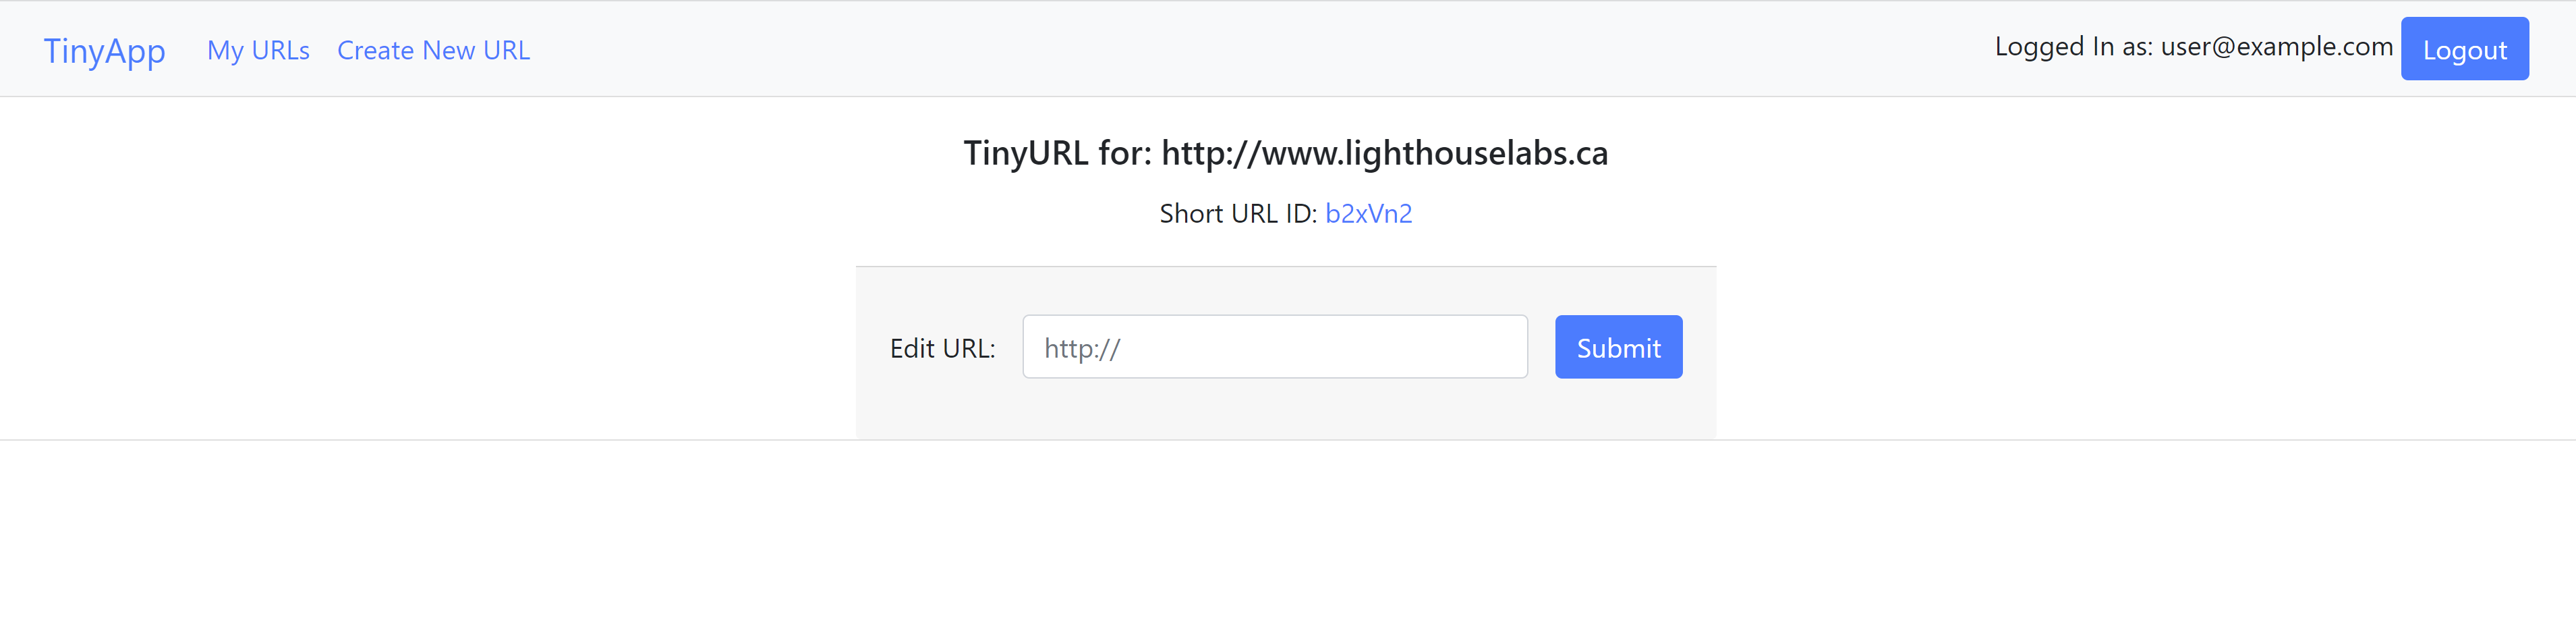 TinyApp My URLs Create New URL Logged In as: user@example.com Logout
TinyURL for: http://www.lighthouselabs.ca
Short URL ID: b2xVn2
Edit URL: http:// Submit